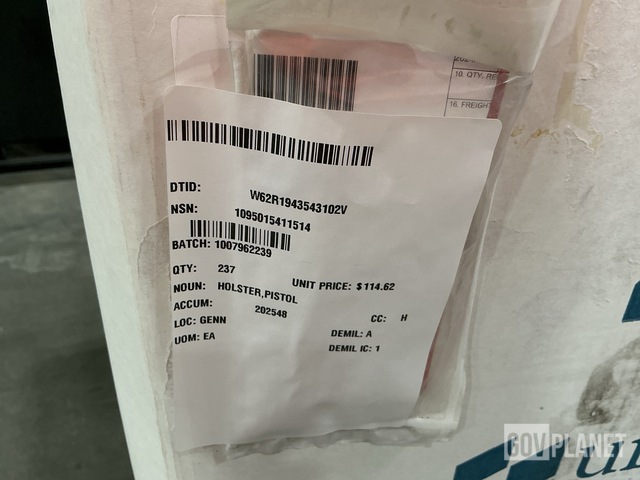 10. QTY. RE
16. FREIGH
DTID: W62R1943543102V
NSN: 1095015411514
BATCH: 1007962239
QTY: 237 UNIT PRICE: $114.62
NOUN: HOLSTER,PISTOL
ACCUM: 202548 CC: H
LOC: GENN DEMIL: A
UOM: EA DEMIL IC: 1
GOVPLANET